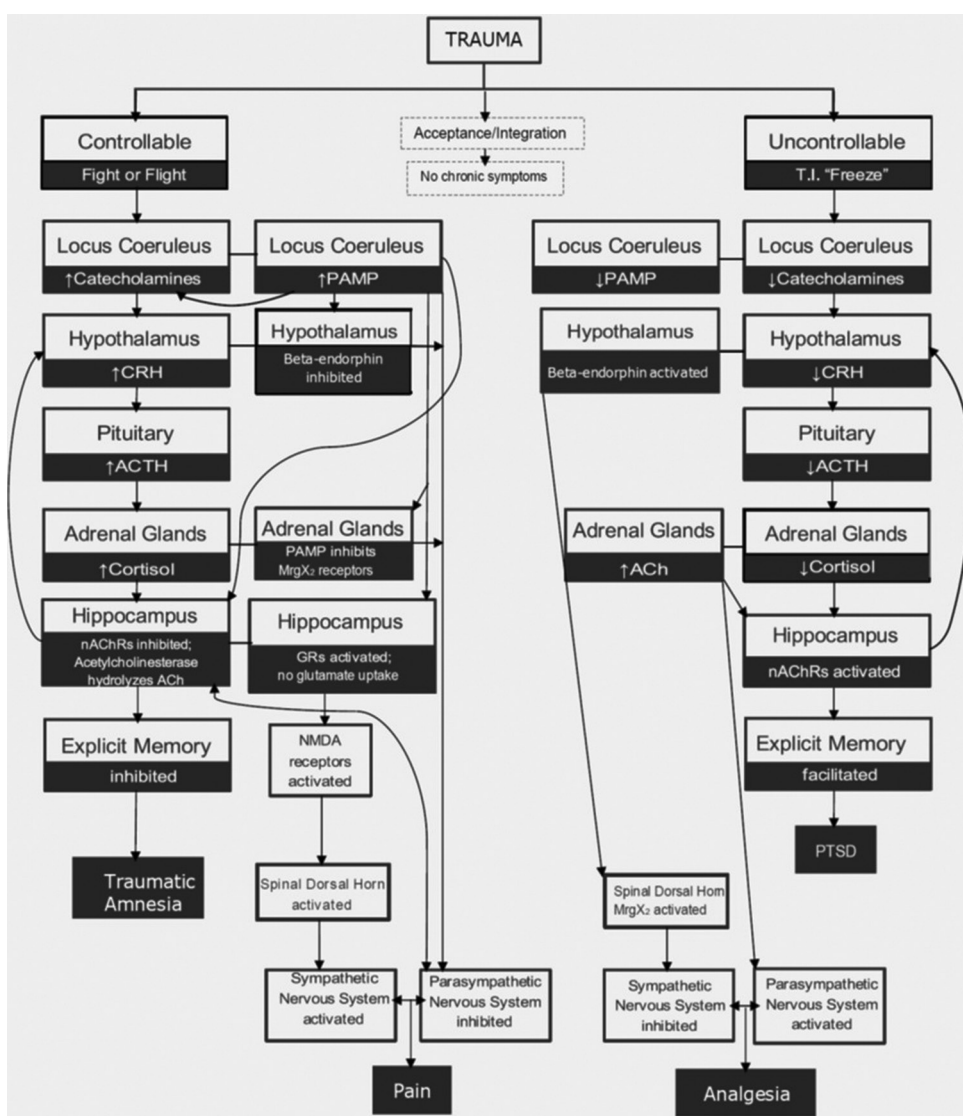 TRAUMA
Controllable
Fight or Flight
Acceptance/Integration
No chronic symptoms
Uncontrollable
T.I. “Freeze”
Locus Coeruleus
↑Catecholamines
Locus Coeruleus
↑PAMP
Locus Coeruleus
↓PAMP
Locus Coeruleus
↓Catecholamines
Hypothalamus
↑CRH
Hypothalamus
Beta-endorphin
inhibited
Hypothalamus
Beta-endorphin activated
Hypothalamus
↓CRH
Pituitary
↑ACTH
Pituitary
↓ACTH
Adrenal Glands
↑Cortisol
Adrenal Glands
PAMP inhibits
MrgX₂ receptors
Adrenal Glands
↑ACh
Adrenal Glands
↓Cortisol
Hippocampus
nAChRs inhibited;
Acetylcholinesterase
hydrolyzes ACh
Hippocampus
GRs activated;
no glutamate uptake
Hippocampus
nAChRs activated
Explicit Memory
inhibited
NMDA
receptors
activated
Explicit Memory
facilitated
Traumatic
Amnesia
Spinal Dorsal Horn
activated
Spinal Dorsal Horn
MrgX₂ activated
PTSD
Sympathetic
Nervous System
activated
Parasympathetic
Nervous System
inhibited
Sympathetic
Nervous System
inhibited
Parasympathetic
Nervous System
activated
Pain
Analgesia